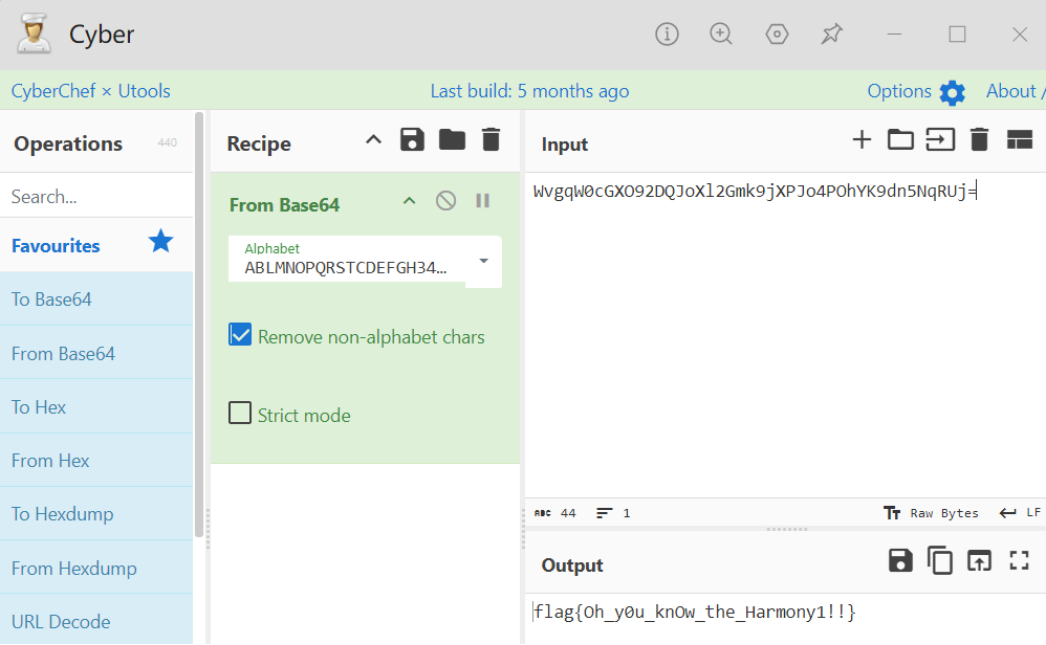 Cyber
CyberChef × Utools
Last build: 5 months ago
Options
About /
Operations
440
Search...
Favourites
To Base64
From Base64
To Hex
From Hex
To Hexdump
From Hexdump
URL Decode
Recipe
From Base64
Alphabet
ABLMNOPQRSTCDEFGH34...
Remove non-alphabet chars
Strict mode
Input
WvgqW0cGXO92DQJoXl2Gmk9jXPJo4POhYK9dn5NqRUj=
ABC 44
1
Tт Raw Bytes
LF
Output
flag{Oh_y0u_knOw_the_Harmony1!!}